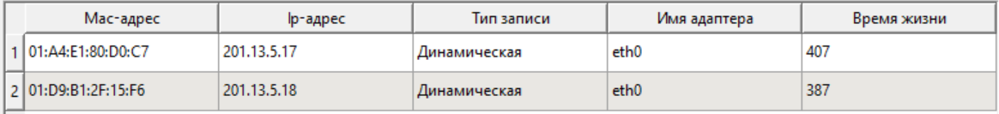 Mac-адрес Ip-адрес Тип записи Имя адаптера Время жизни
1 01:A4:E1:80:D0:C7 201.13.5.17 Динамическая eth0 407
2 01:D9:B1:2F:15:F6 201.13.5.18 Динамическая eth0 387